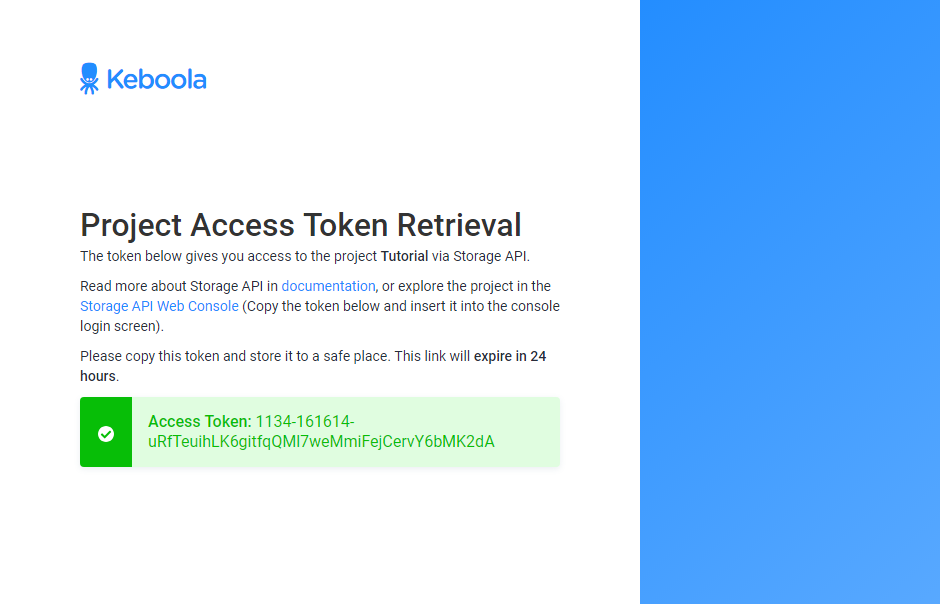 Keboola
Project Access Token Retrieval
The token below gives you access to the project Tutorial via Storage API.
Read more about Storage API in documentation, or explore the project in the
Storage API Web Console (Copy the token below and insert it into the console
login screen).
Please copy this token and store it to a safe place. This link will expire in 24
hours.
Access Token: 1134-161614-
uRfTeuihLK6gitfqQMl7weMmiFejCervY6bMK2dA